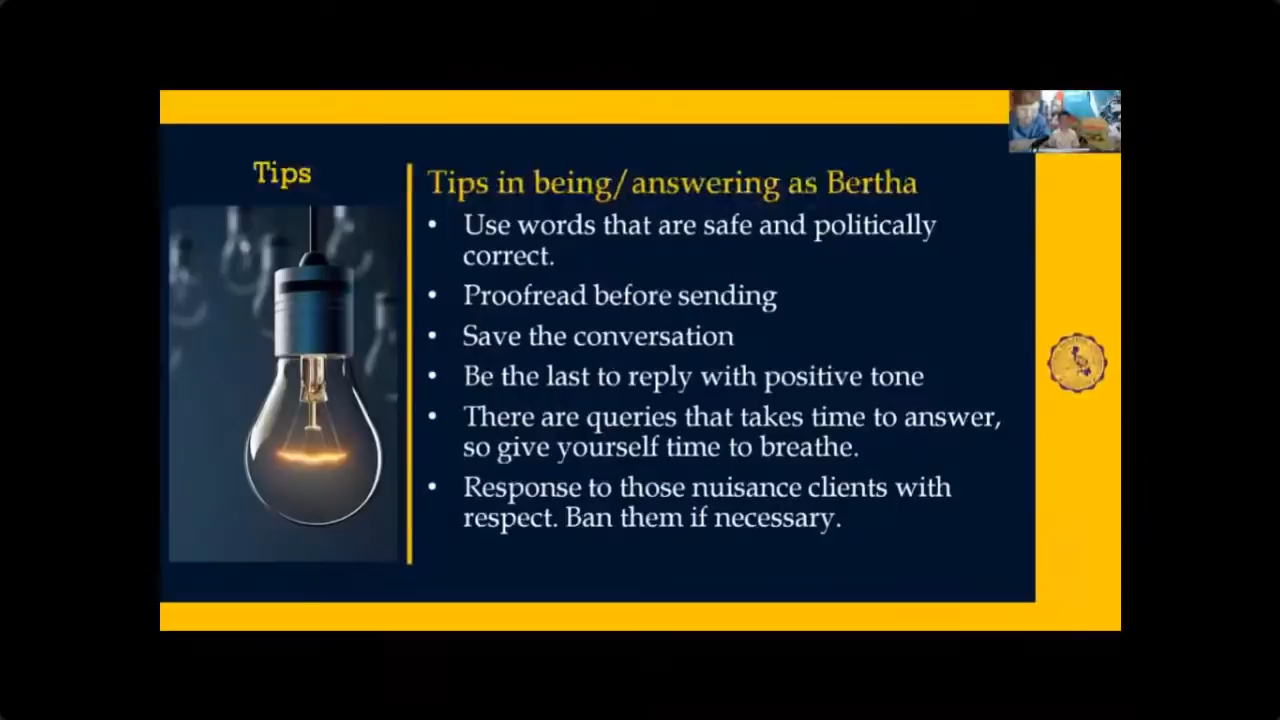 Tips
Tips in being/answering as Bertha
• Use words that are safe and politically
correct.
• Proofread before sending
• Save the conversation
• Be the last to reply with positive tone
• There are queries that takes time to answer,
so give yourself time to breathe.
• Response to those nuisance clients with
respect. Ban them if necessary.